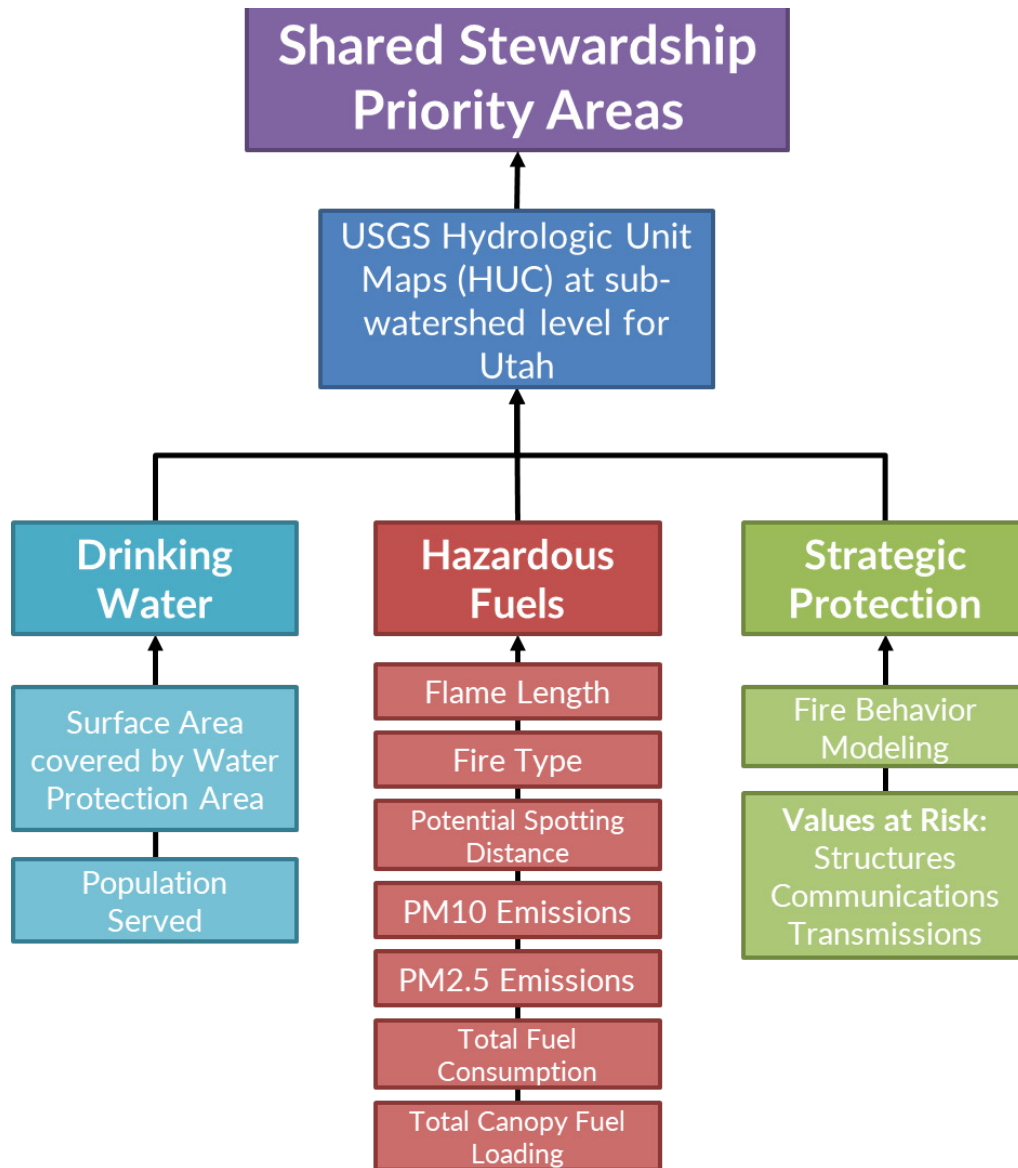 Shared Stewardship
Priority Areas
USGS Hydrologic Unit
Maps (HUC) at sub-
watershed level for
Utah
Drinking
Water
Surface Area
covered by Water
Protection Area
Population
Served
Hazardous
Fuels
Flame Length
Fire Type
Potential Spotting
Distance
PM10 Emissions
PM2.5 Emissions
Total Fuel
Consumption
Total Canopy Fuel
Loading
Strategic
Protection
Fire Behavior
Modeling
Values at Risk:
Structures
Communications
Transmissions